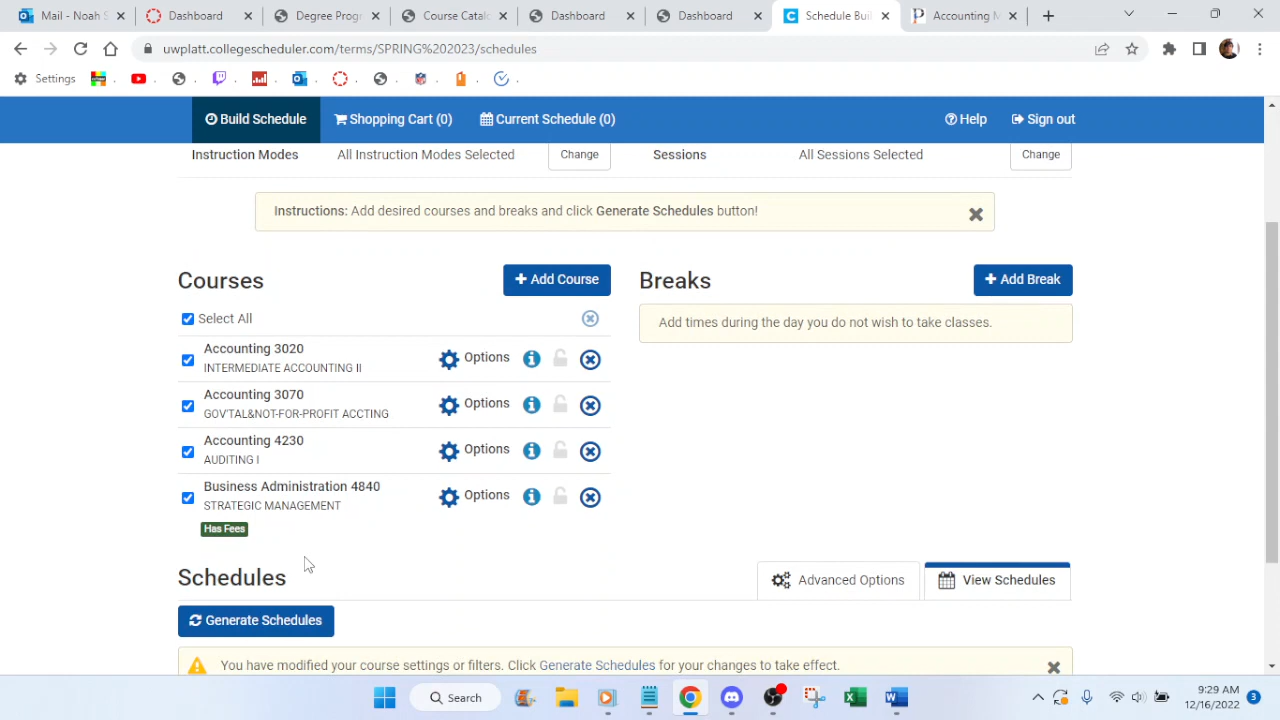 Mail - Noah S
Dashboard
Degree Prog
Course Catal
Dashboard
Dashboa
Schedule Bui
Accounting M
uwplatt.collegescheduler.com/terms/SPRING%202023/schedules
Settings
Build Schedule
Shopping Cart (0)
Current Schedule (0)
Help
Sign out
Instruction Modes
All Instruction Modes Selected
Change
Sessions
All Sessions Selected
Change
Instructions: Add desired courses and breaks and click Generate Schedules button!
Courses
+ Add Course
Breaks
+ Add Break
Select All
Add times during the day you do not wish to take classes.
Accounting 3020
INTERMEDIATE ACCOUNTING II
Options
Accounting 3070
GOV'TAL&NOT-FOR-PROFIT ACCTING
Options
Accounting 4230
AUDITING I
Options
Business Administration 4840
STRATEGIC MANAGEMENT
Options
Has Fees
Schedules
Advanced Options
View Schedules
Generate Schedules
You have modified your course settings or filters. Click Generate Schedules for your changes to take effect.
Search
9:29 AM
12/16/2022
3